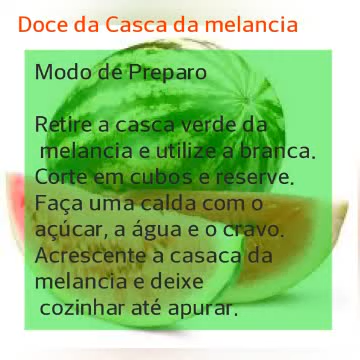 Doce da Casca da melancia
Modo de Preparo
Retire a casca verde da
melancia e utilize a branca.
Corte em cubos e reserve.
Faça uma calda com o
açúcar, a água e o cravo.
Acrescente a casaca da
melancia e deixe
cozinhar até apurar.